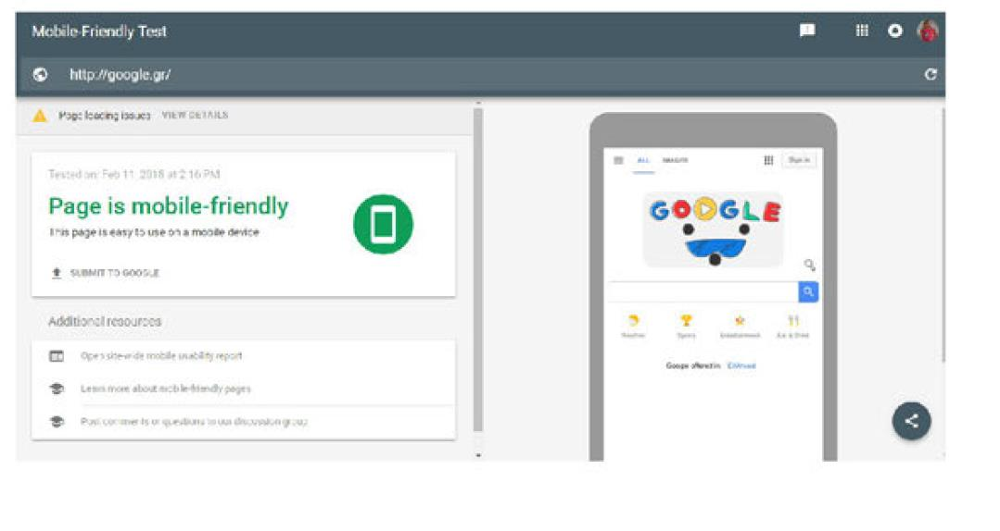 Mobile-Friendly Test
http://google.gr/
Page loading issues VIEW DETAILS
Tested on: Feb 11, 2018 at 2:16 PM
Page is mobile-friendly
This page is easy to use on a mobile device
SUBMIT TO GOOGLE
Additional resources
Open site-wide mobile usability report
Learn more about mobile-friendly pages
Post comments or questions to our discussion group
ALL IMAGES Sign in
GOOGLE
Weather Sports Entertainment Eat & Drink
Google offered in: